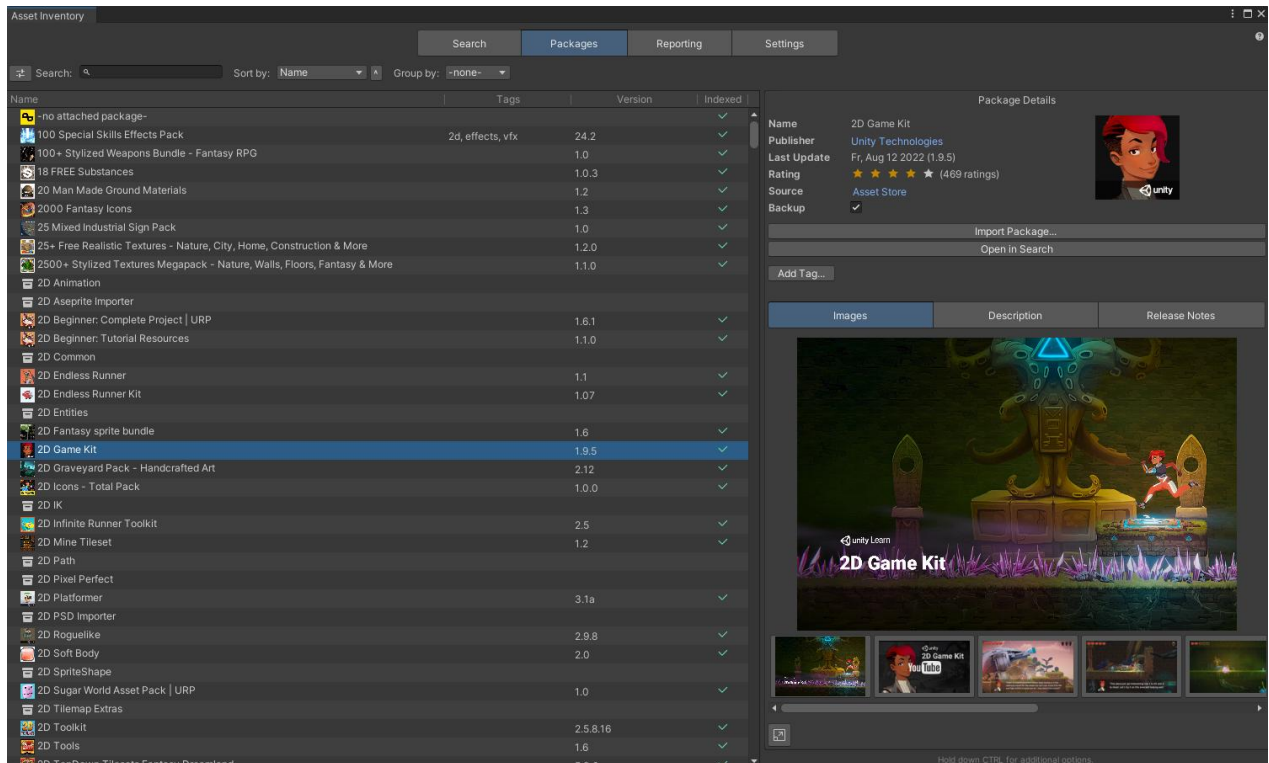 Asset Inventory
Search Packages Reporting Settings
Search: Sort by: Name Group by: -none-
Name Tags Version Indexed
-no attached package-
100 Special Skills Effects Pack 2d, effects, vfx 24.2
100+ Stylized Weapons Bundle - Fantasy RPG 1.0
18 FREE Substances 1.0.3
20 Man Made Ground Materials 1.2
2000 Fantasy Icons 1.3
25 Mixed Industrial Sign Pack 1.0
25+ Free Realistic Textures - Nature, City, Home, Construction & More 1.2.0
2500+ Stylized Textures Megapack - Nature, Walls, Floors, Fantasy & More 1.1.0
2D Animation
2D Aseprite Importer
2D Beginner: Complete Project | URP 1.6.1
2D Beginner: Tutorial Resources 1.1.0
2D Common
2D Endless Runner 1.1
2D Endless Runner Kit 1.07
2D Entities
2D Fantasy sprite bundle 1.6
2D Game Kit 1.9.5
2D Graveyard Pack - Handcrafted Art 2.12
2D Icons - Total Pack 1.0.0
2D IK
2D Infinite Runner Toolkit 2.5
2D Mine Tileset 1.2
2D Path
2D Pixel Perfect
2D Platformer 3.1a
2D PSD Importer
2D Roguelike 2.9.8
2D Soft Body 2.0
2D SpriteShape
2D Sugar World Asset Pack | URP 1.0
2D Tilemap Extras
2D Toolkit 2.5.8.16
2D Tools 1.6
Package Details
Name 2D Game Kit
Publisher Unity Technologies
Last Update Fr, Aug 12 2022 (1.9.5)
Rating (469 ratings)
Source Asset Store
Backup
unity
Import Package...
Open in Search
Add Tag...
Images Description Release Notes
unity Learn
2D Game Kit
unity
2D Game Kit
YouTube
Hold down CTRL for additional options.